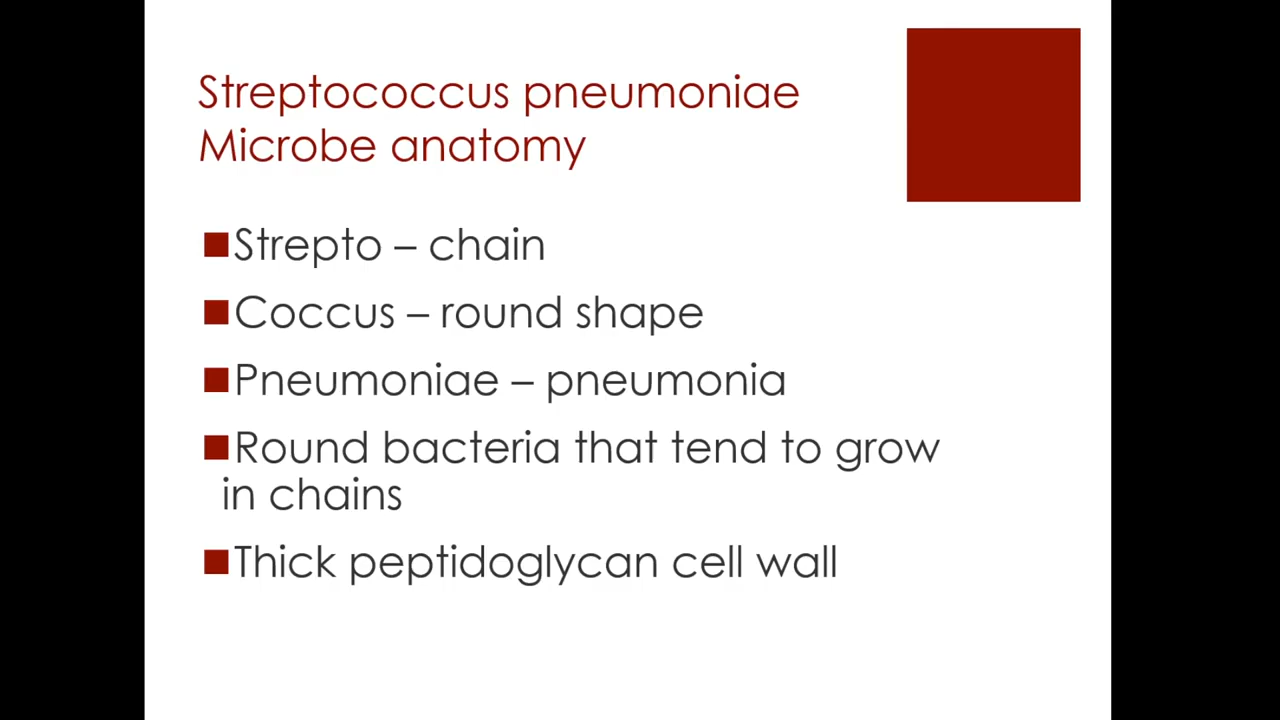 Streptococcus pneumoniae
Microbe anatomy
Strepto – chain
Coccus – round shape
Pneumoniae – pneumonia
Round bacteria that tend to grow
in chains
Thick peptidoglycan cell wall